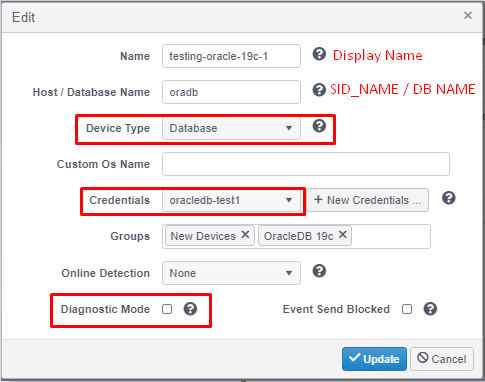 Edit ×
Name testing-oracle-19c-1 ? Display Name
Host / Database Name oradb ? SID_NAME / DB NAME
Device Type Database ?
Custom Os Name
Credentials oracledb-test1 + New Credentials ... ?
Groups New Devices × OracleDB 19c ×
Online Detection None ?
Diagnostic Mode ? Event Send Blocked ?
Update Cancel